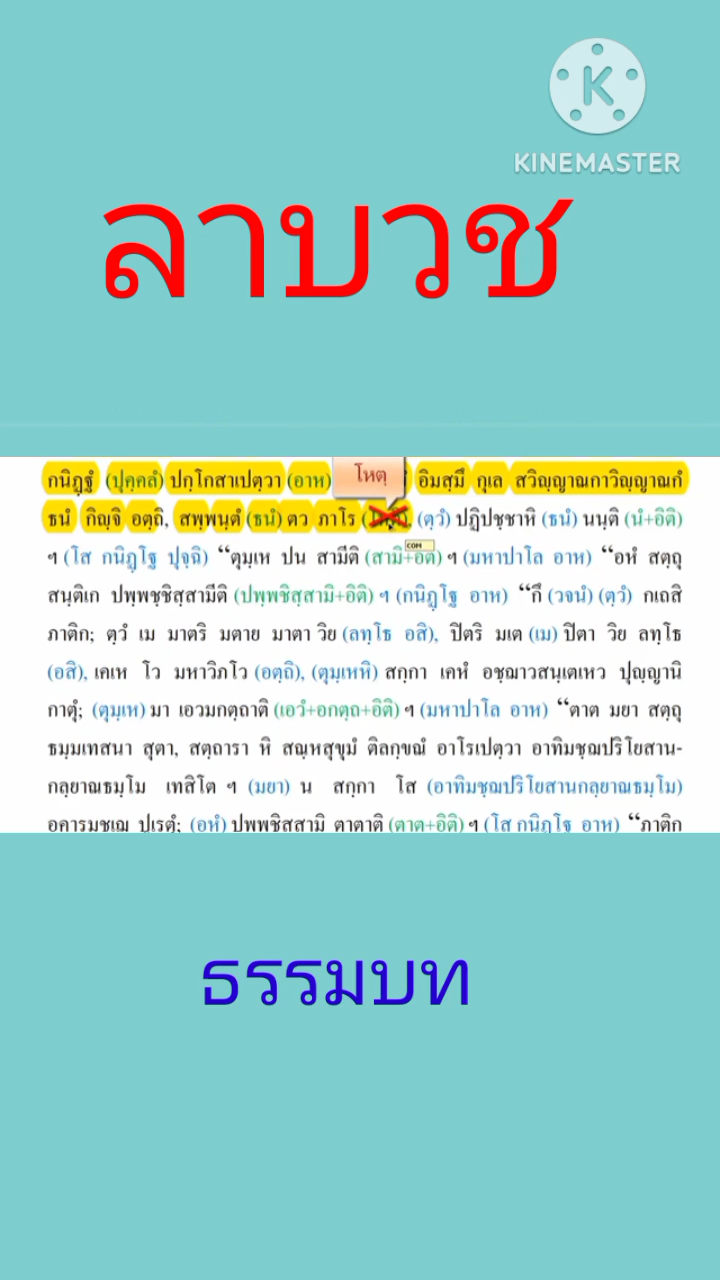 KINEMASTER
ลาบวช
โหตุ
กนิฏฺฐํ (ปุคฺคลํ) ปกฺโกสาเปตฺวา (อาห) อิมสฺมึ กุเล สวิญฺญาณกาวิญฺญาณกํ
ธนํ กิญฺจิ อตฺถิ, สพฺพนฺตํ (ธนํ) ตว ภาโร (ตฺวํ) ปฏิปชฺชาหิ (ธนํ) นนฺติ (นํ+อิติ)
COM
ฯ (โส กนิฏฺโฐ ปุจฺฉิ) “ตุมฺเห ปน สามีติ (สามิ+อิติ) ฯ (มหาปาโล อาห) “อหํ สตฺถุ
สนฺติเก ปพฺพชิสฺสามีติ (ปพฺพชิสฺสามิ+อิติ) ฯ (กนิฏฺโฐ อาห) “กึ (วจนํ) (ตฺวํ) กเถสิ
ภาติก; ตฺวํ เม มาตริ มตาย มาตา วิย (ลทฺโธ อสิ), ปิตริ มเต (เม) ปิตา วิย ลทฺโธ
(อสิ), เคเห โว มหาวิภโว (อตฺถิ), (ตุมฺเหหิ) สกฺกา เคหํ อชฺฌาวสนฺเตเหว ปุญฺญานิ
กาตุํ; (ตุมฺเห) มา เอวมกตฺถาติ (เอวํ+อกตฺถ+อิติ) ฯ (มหาปาโล อาห) “ตาต มยา สตฺถุ
ธมฺมเทสนา สุตา, สตฺถารา หิ สณฺหสุขุมํ ติลกฺขณํ อาโรเปตฺวา อาทิมชฺฌปริโยสาน-
กลฺยาณธมฺโม เทสิโต ฯ (มยา) น สกฺกา โส (อาทิมชฺฌปริโยสานกลฺยาณธมฺโม)
อคารมชฺเฌ ปูเรตุํ; (อหํ) ปพฺพชิสฺสามิ ตาตาติ (ตาต+อิติ) ฯ (โส กนิฏฺโฐ อาห) “ภาติก
ธรรมบท